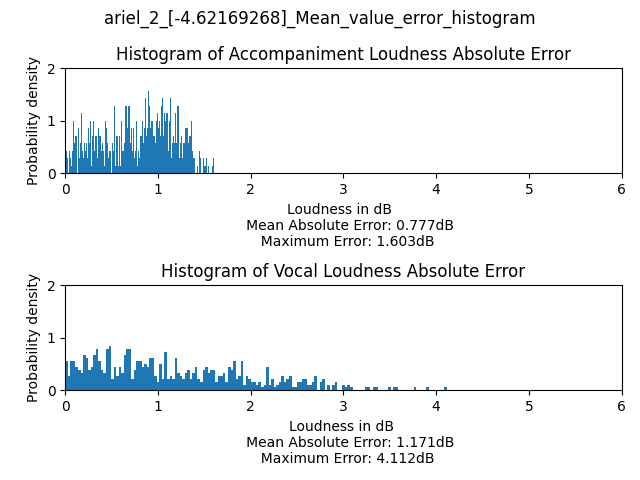 ariel_2_[-4.62169268]_Mean_value_error_histogram
Histogram of Accompaniment Loudness Absolute Error
Probability density
2
1
0
0 1 2 3 4 5 6
Loudness in dB
Mean Absolute Error: 0.777dB
Maximum Error: 1.603dB
Histogram of Vocal Loudness Absolute Error
Probability density
2
1
0
0 1 2 3 4 5 6
Loudness in dB
Mean Absolute Error: 1.171dB
Maximum Error: 4.112dB